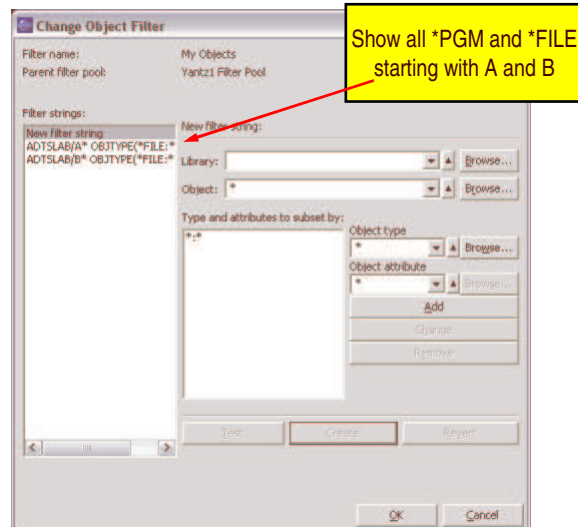 Change Object Filter
Show all *PGM and *FILE
starting with A and B
Filter name:
My Objects
Parent filter pool:
Yantz1 Filter Pool
Filter strings:
New filter string
ADTSLAB/A* OBJTYPE(*FILE:*
ADTSLAB/B* OBJTYPE(*FILE:*
New filter string:
Library:
Browse...
Object:
*
Browse...
Type and attributes to subset by:
*:*
Object type
*
Browse...
Object attribute
*
Browse...
Add
Change
Remove
Test
Create
Revert
OK
Cancel